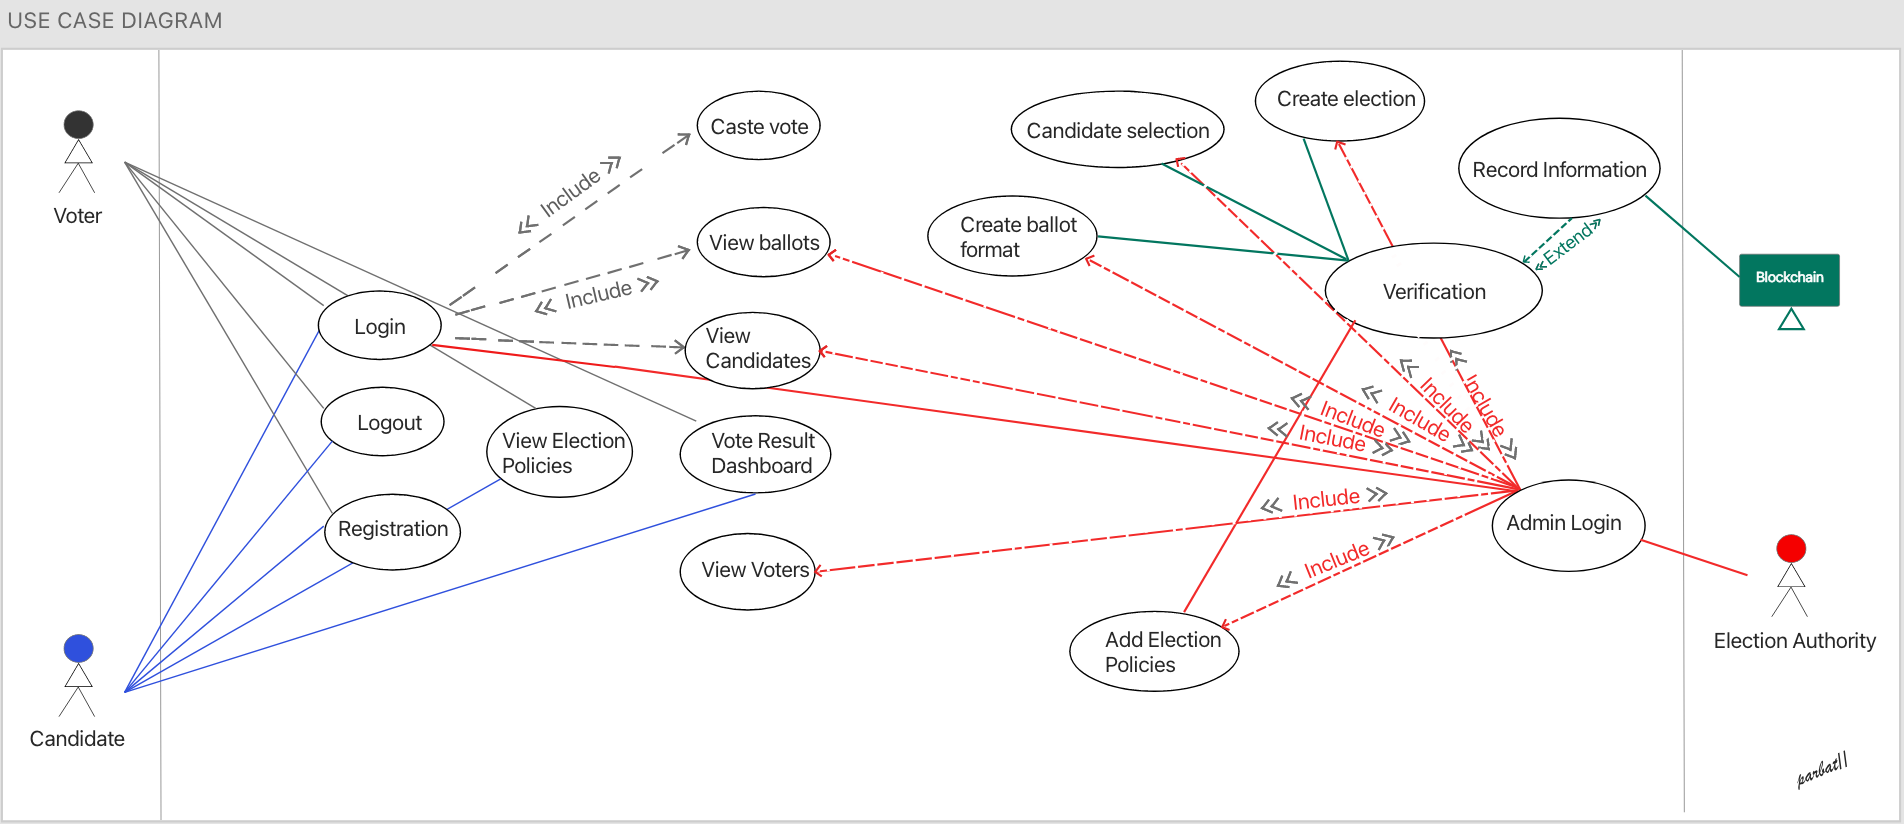 USE CASE DIAGRAM
Voter
Candidate
Login
Logout
Registration
View Election
Policies
<< Include >>
<< Include >>
Caste vote
View ballots
View
Candidates
Vote Result
Dashboard
View Voters
Candidate selection
Create election
Create ballot
format
Record Information
Verification
<<Extend>>
Blockchain
<< Include >>
<< Include >>
<< Include >>
<< Include >>
<< Include >>
<< Include >>
<< Include >>
Admin Login
Add Election
Policies
Election Authority
parbat||